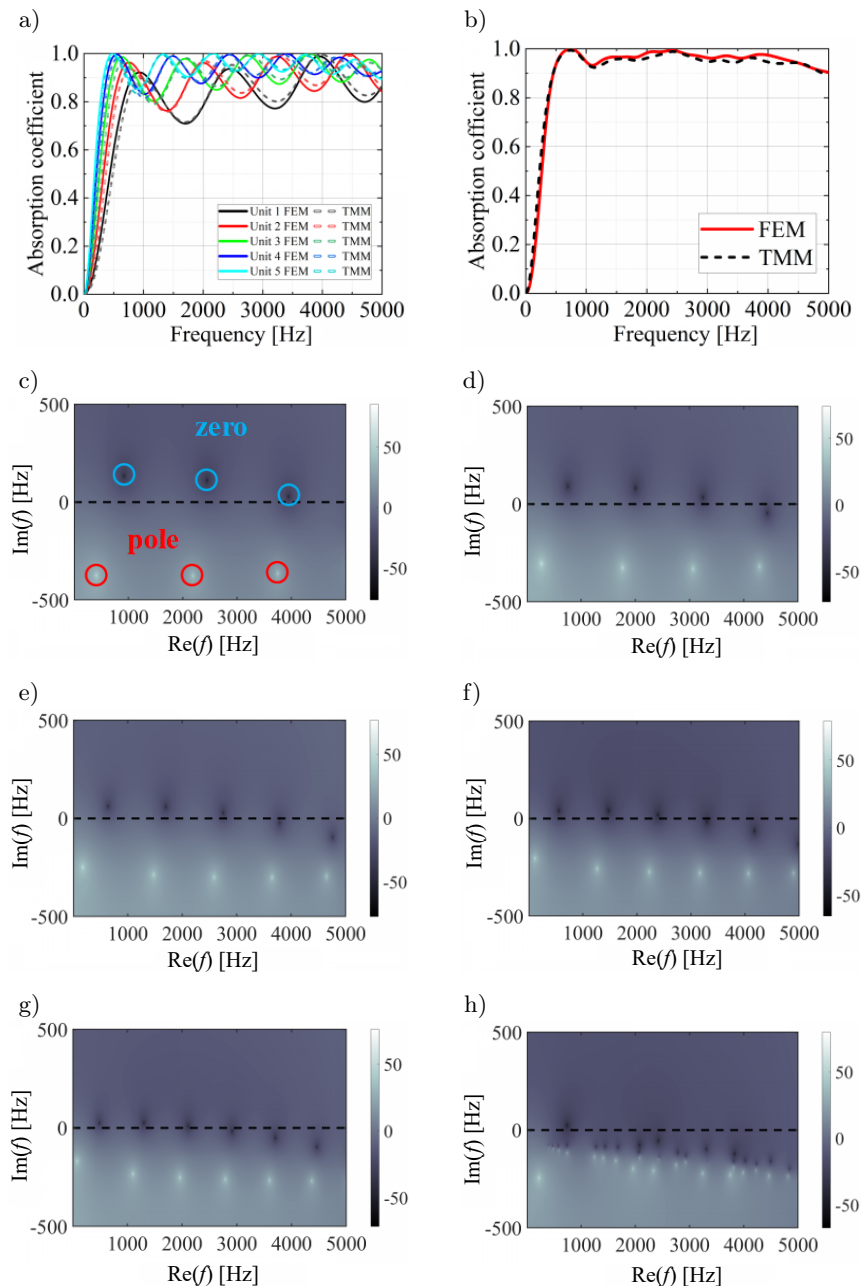 a)
Absorption coefficient
1.0
0.8
0.6
0.4
0.2
0.0
Unit 1 FEM TMM
Unit 2 FEM TMM
Unit 3 FEM TMM
Unit 4 FEM TMM
Unit 5 FEM TMM
0 1000 2000 3000 4000 5000
Frequency [Hz]
b)
Absorption cofficient
1.0
0.8
0.6
0.4
0.2
0.0
FEM
TMM
0 1000 2000 3000 4000 5000
Frequency [Hz]
c)
Im(f) [Hz]
500
0
-500
zero
pole
1000 2000 3000 4000 5000
Re(f) [Hz]
50
0
-50
d)
Im(f) [Hz]
500
0
-500
1000 2000 3000 4000 5000
Re(f) [Hz]
50
0
-50
e)
Im(f) [Hz]
500
0
-500
1000 2000 3000 4000 5000
Re(f) [Hz]
50
0
-50
f)
Im(f) [Hz]
500
0
-500
1000 2000 3000 4000 5000
Re(f) [Hz]
50
0
-50
g)
Im(f) [Hz]
500
0
-500
1000 2000 3000 4000 5000
Re(f) [Hz]
50
0
-50
h)
Im(f) [Hz]
500
0
-500
1000 2000 3000 4000 5000
Re(f) [Hz]
50
0
-50